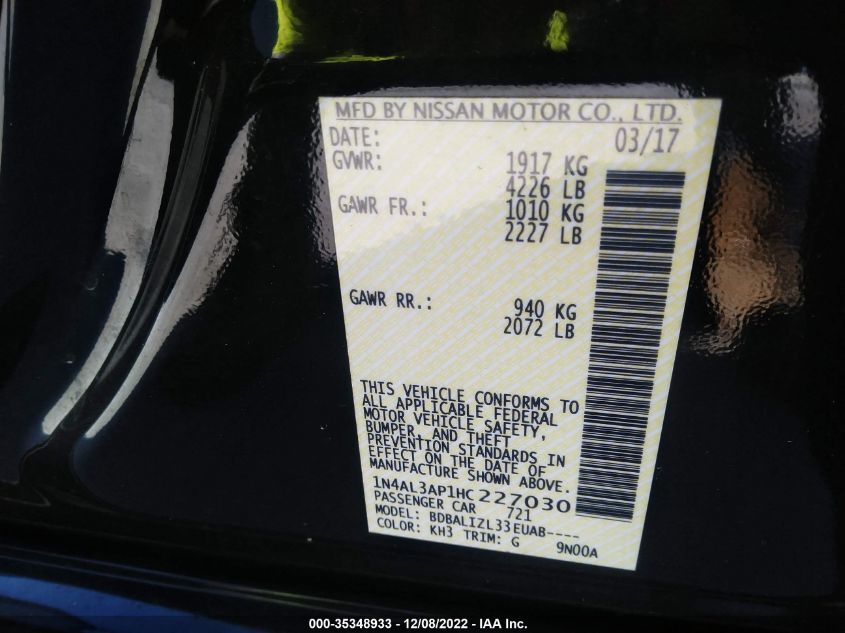 MFD BY NISSAN MOTOR CO., LTD.
DATE: 03/17
GVWR: 1917 KG
4226 LB
GAWR FR.: 1010 KG
2227 LB
GAWR RR.: 940 KG
2072 LB
THIS VEHICLE CONFORMS TO
ALL APPLICABLE FEDERAL
MOTOR VEHICLE SAFETY,
BUMPER, AND THEFT
PREVENTION STANDARDS IN
EFFECT ON THE DATE OF
MANUFACTURE SHOWN ABOVE.
1N4AL3AP1HC227030
PASSENGER CAR 721
MODEL: BDBALIZL33EUAB----
COLOR: KH3 TRIM: G 9N00A
000-35348933 - 12/08/2022 - IAA Inc.